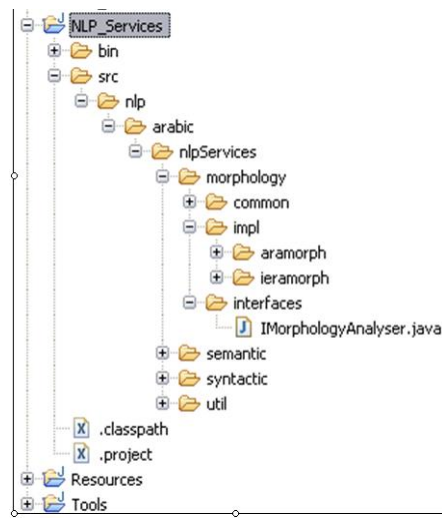 NLP_Services
bin
src
nlp
arabic
nlpServices
morphology
common
impl
aramorph
ieramorph
interfaces
IMorphologyAnalyser.java
semantic
syntactic
util
.classpath
.project
Resources
Tools